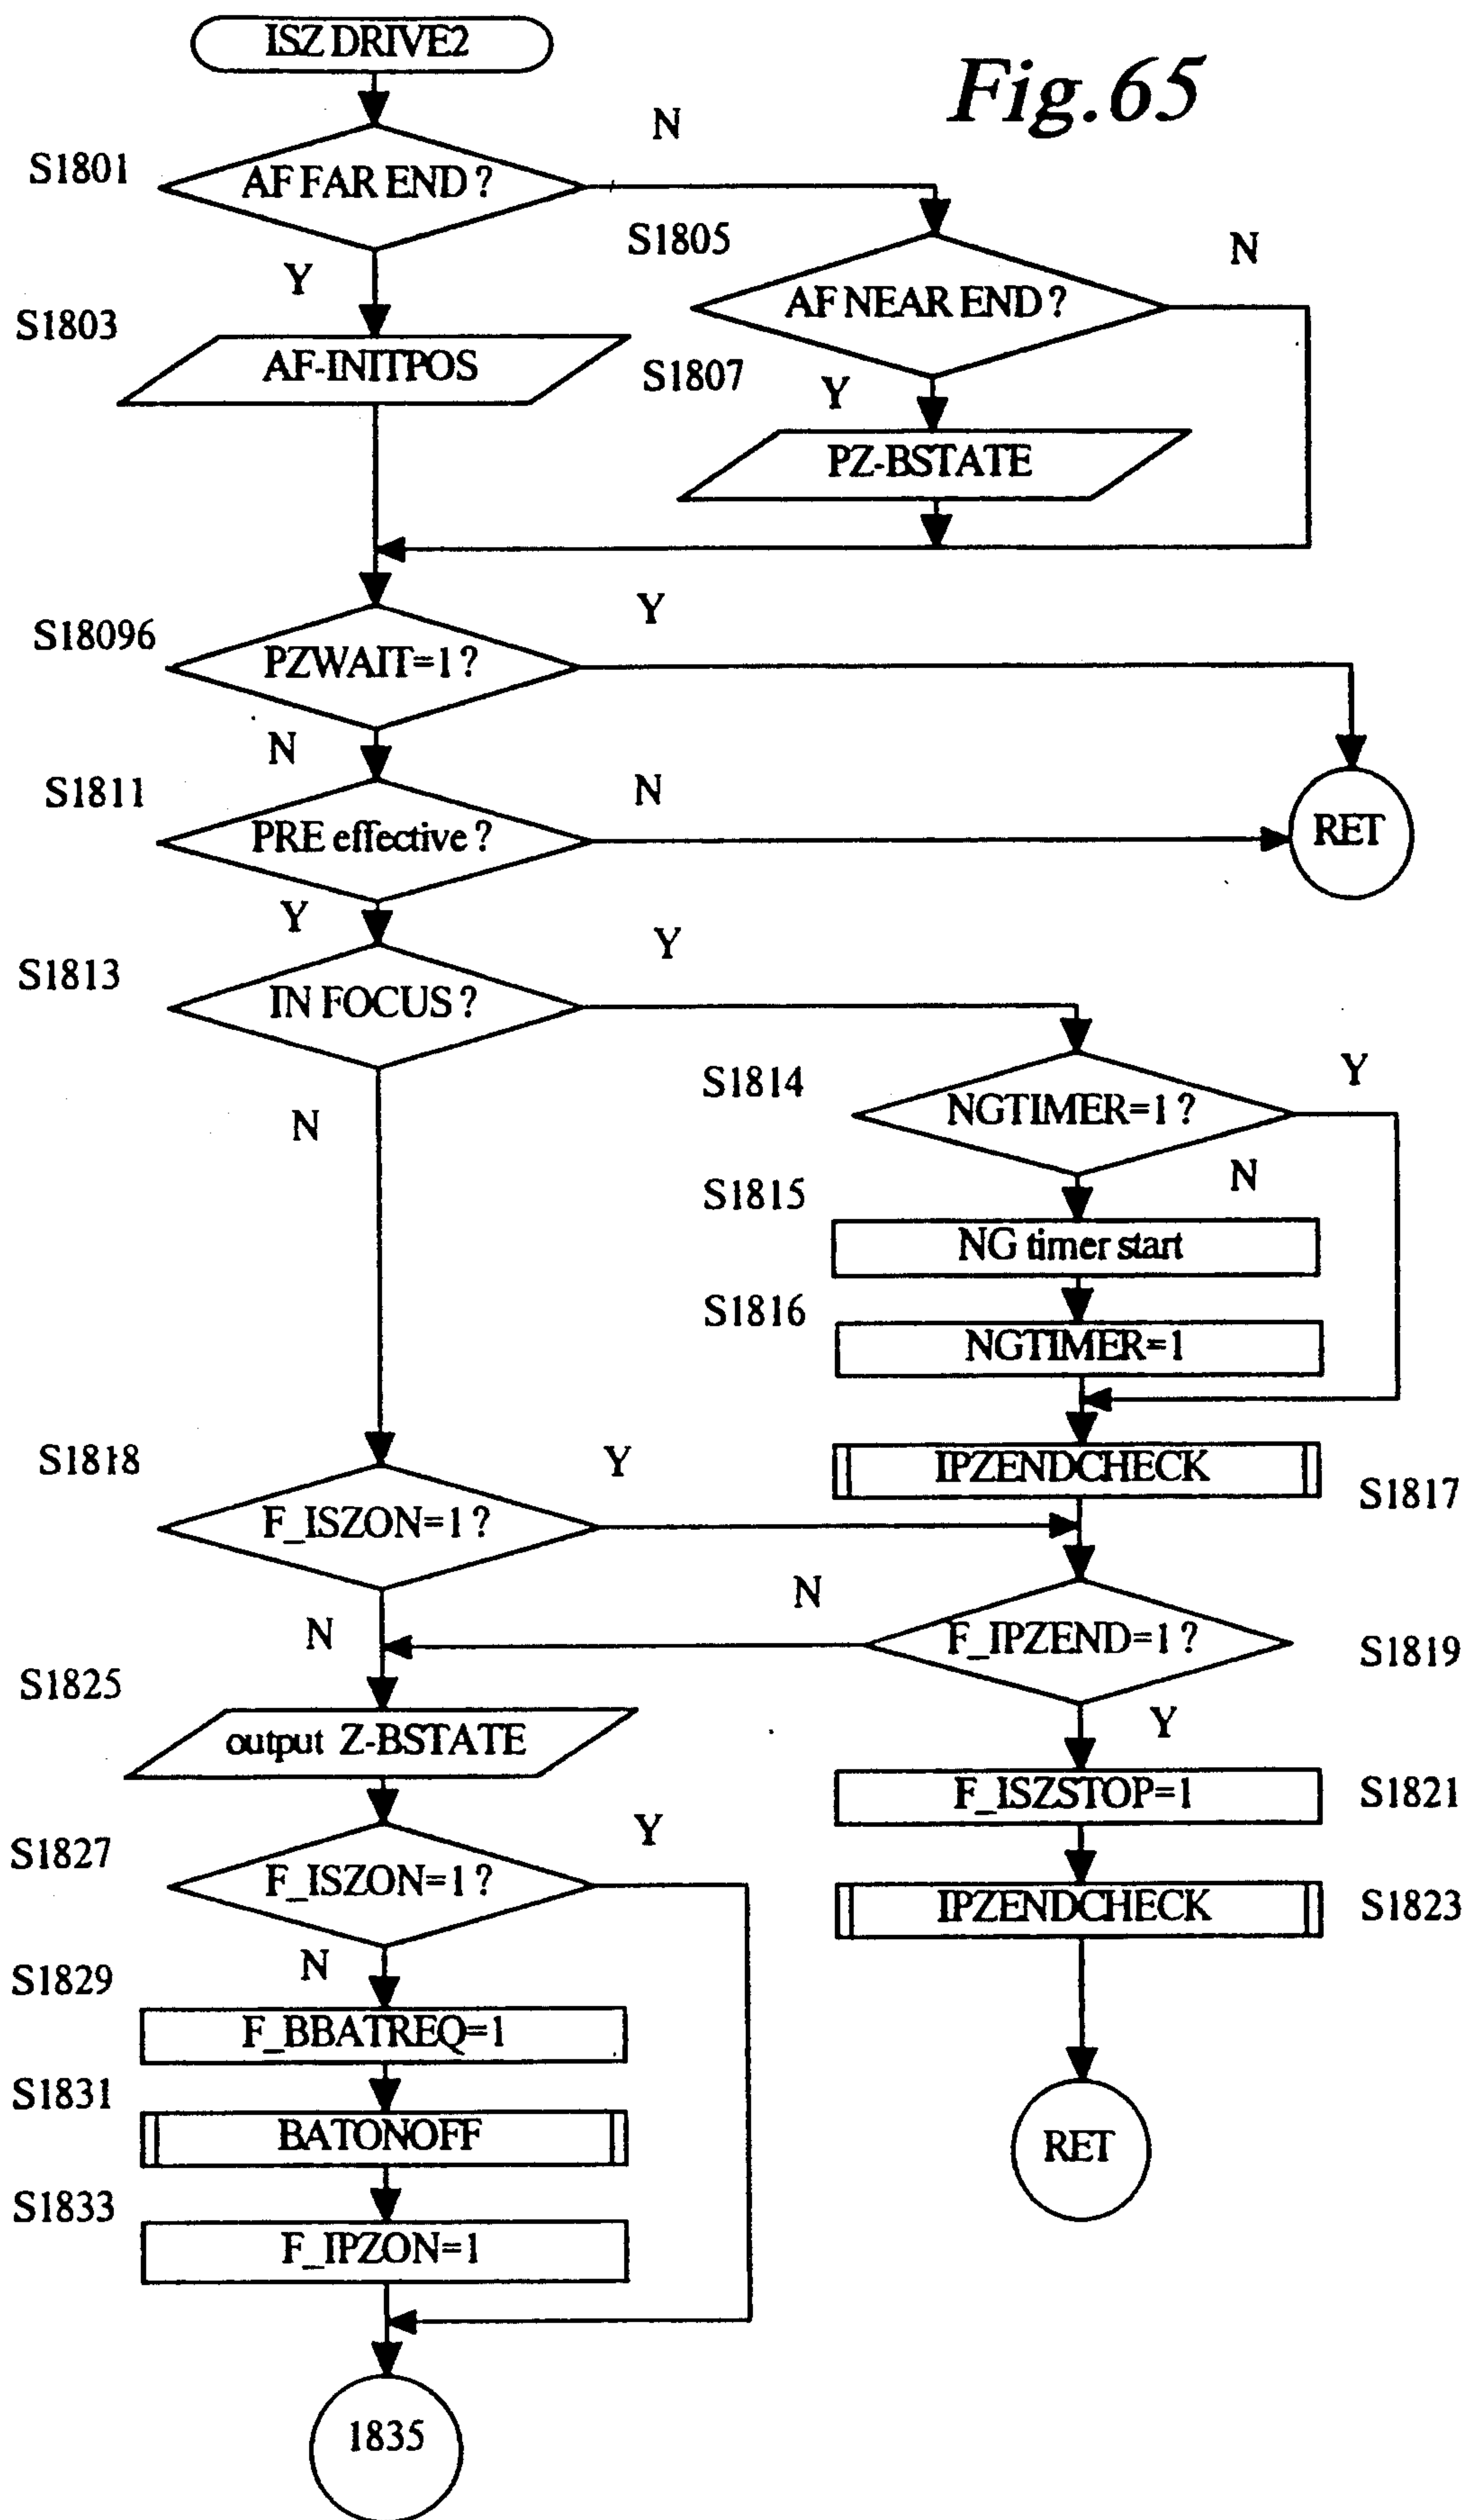 ISZ DRIVE2
Fig.65
N
S1801
AF FAR END?
S1805
N
Y
AF NEAR END?
S1803
AF-INITPOS
S1807
Y
PZ-BSTATE
Y
S18096
PZWAIT=1?
N
S1811
N
PRE effective?
RET
Y
Y
S1813
IN FOCUS?
S1814
Y
NGTIMER=1?
N
N
S1815
NG timer start
S1816
NGTIMER=1
S1818
Y
IPZENDCHECK
S1817
F_ISZON=1?
N
N
F_IPZEND=1?
S1819
S1825
Y
output Z-BSTATE
F_ISZSTOP=1
S1821
S1827
Y
F_ISZON=1?
IPZENDCHECK
S1823
N
S1829
F_BBATREQ=1
S1831
BATONOFF
RET
S1833
F_IPZON=1
1835